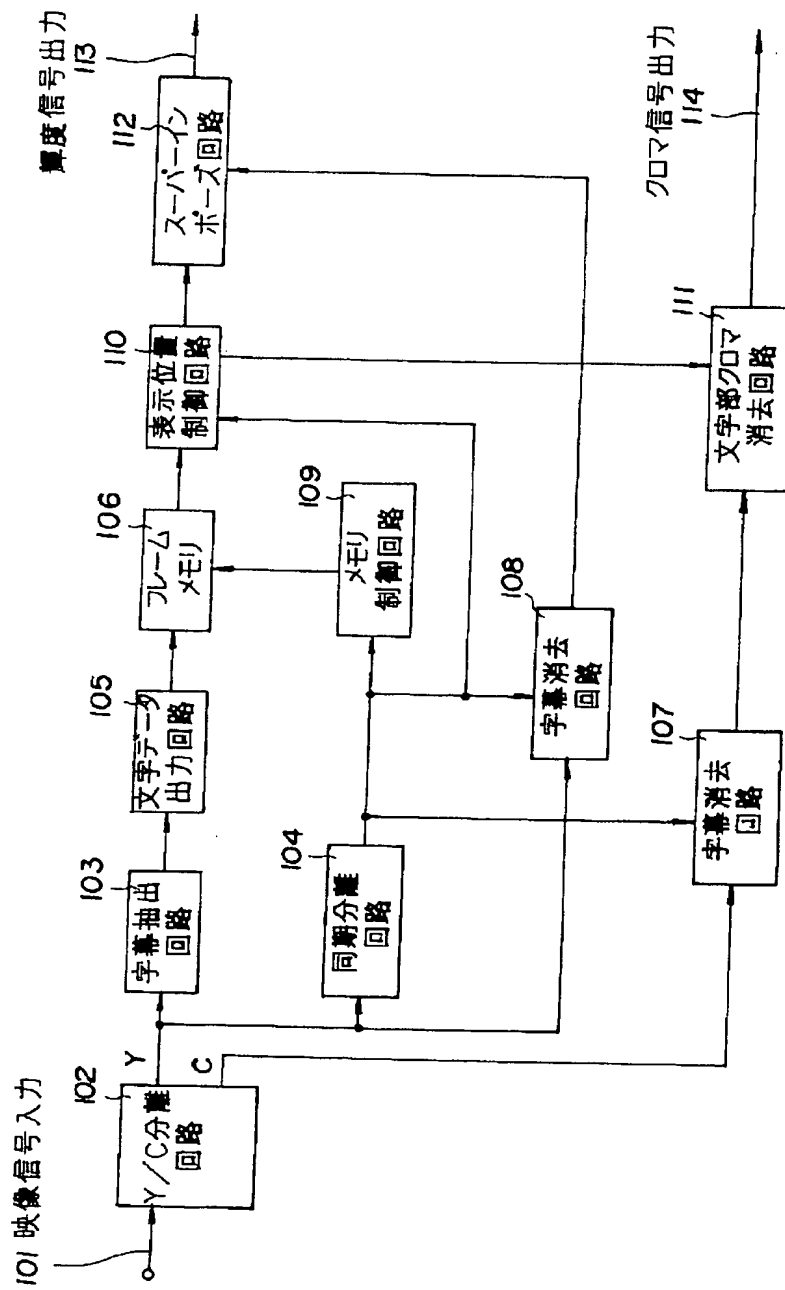 101 映像信号入力
102
Y/C分離
回路
Y
C
103
字幕抽出
回路
104
同期分離
回路
105
文字データ
出力回路
106
フレーム
メモリ
109
メモリ
制御回路
110
表示位置
制御回路
112
スーパーイン
ポーズ回路
輝度信号出力
113
108
字幕消去
回路
107
字幕消去
回路
111
文字部クロマ
消去回路
クロマ信号出力
114